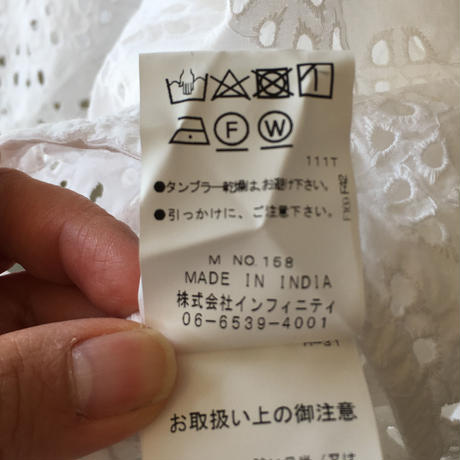 F W
111T
●タンブラー乾燥は、お避け下さい。
●引っかけに、ご注意下さい。
M NO.158
MADE IN INDIA
株式会社インフィニティ
06-6539-4001
お取扱い上の御注意